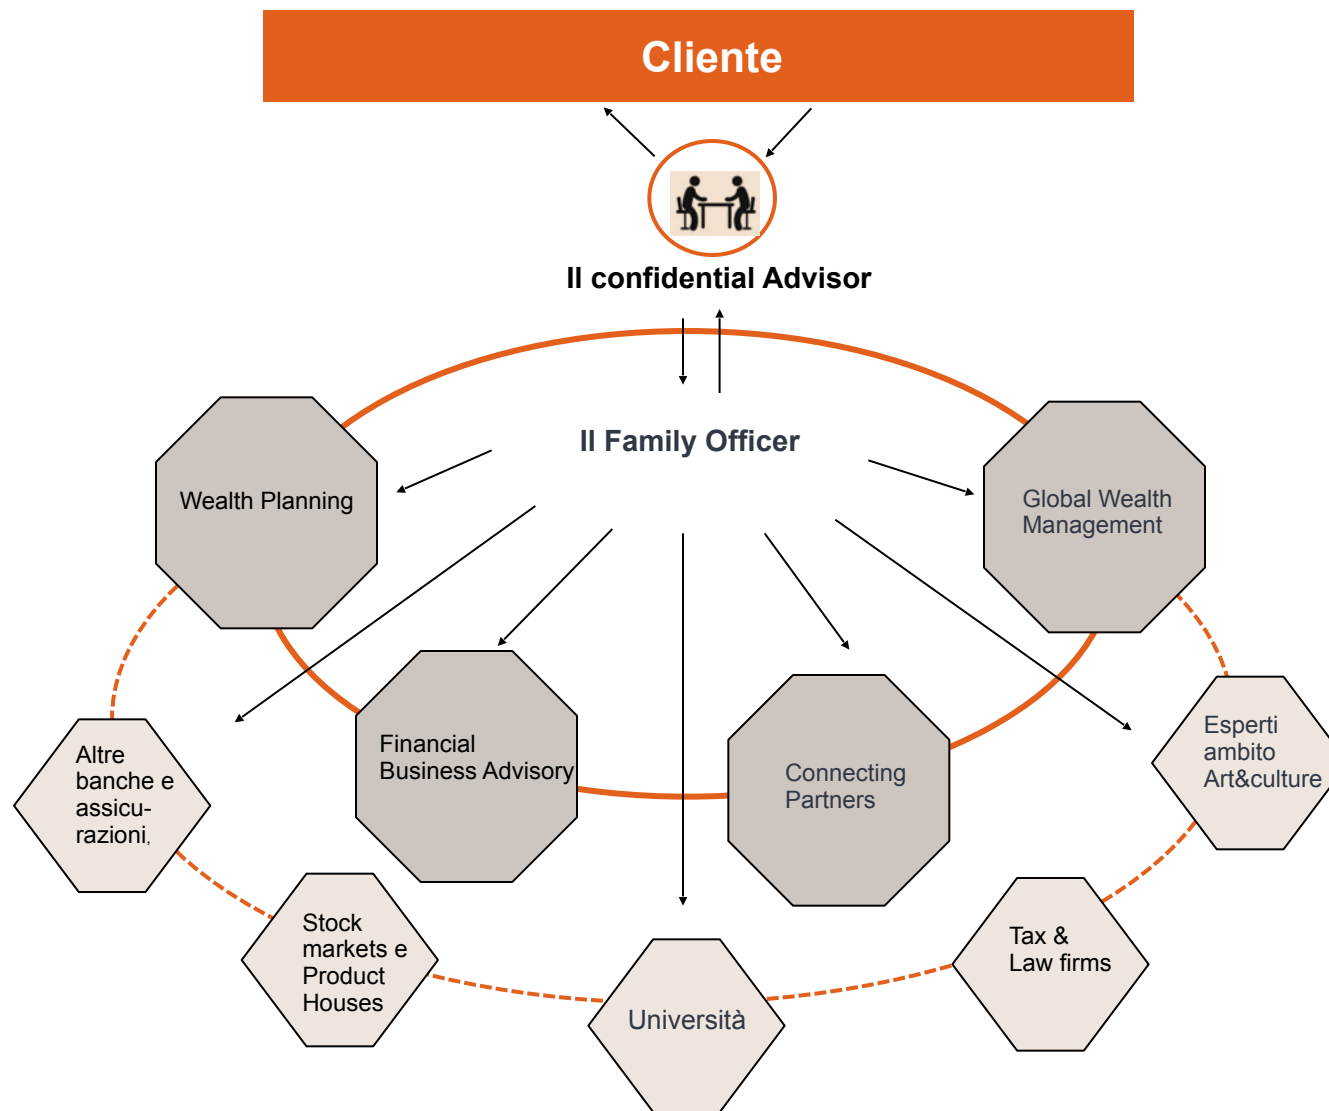 Cliente
Il confidential Advisor
Il Family Officer
Wealth Planning
Global Wealth
Management
Financial
Business Advisory
Connecting
Partners
Esperti
ambito
Art&culture
Altre
banche e
assicu-
razioni,
Stock
markets e
Product
Houses
Università
Tax &
Law firms